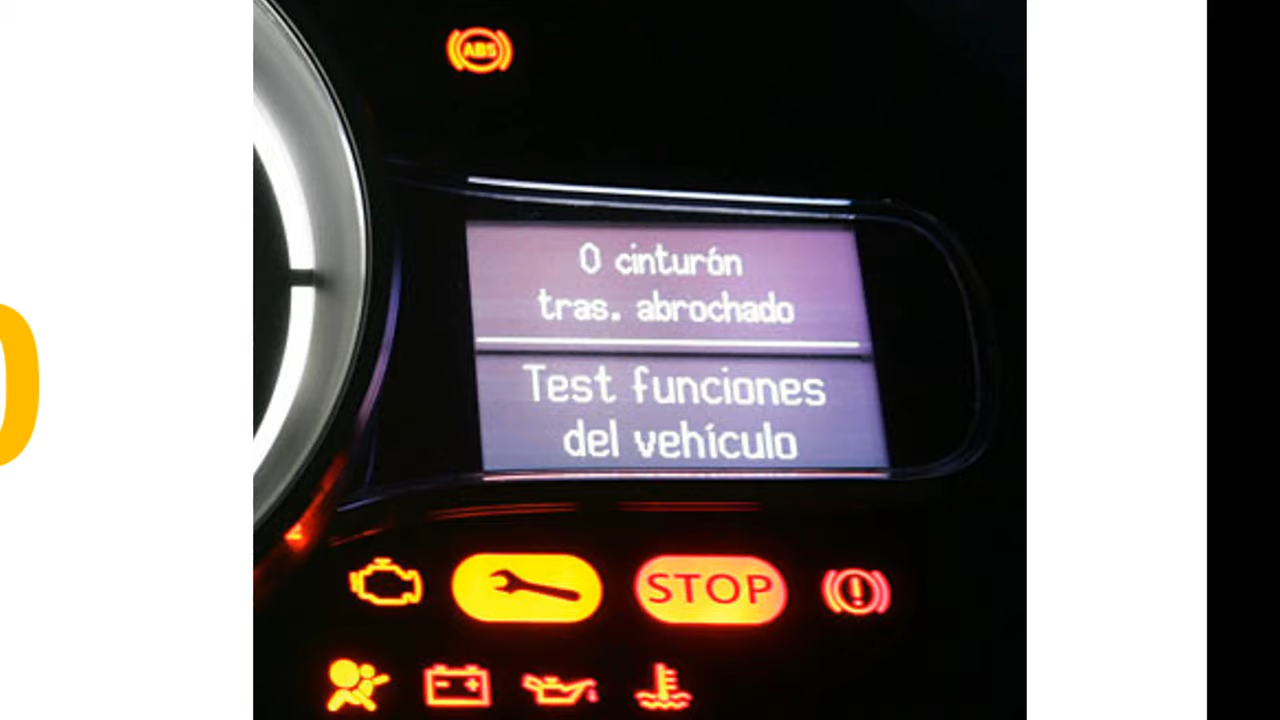 ABS
0 cinturón
tras. abrochado
Test funciones
del vehículo
STOP